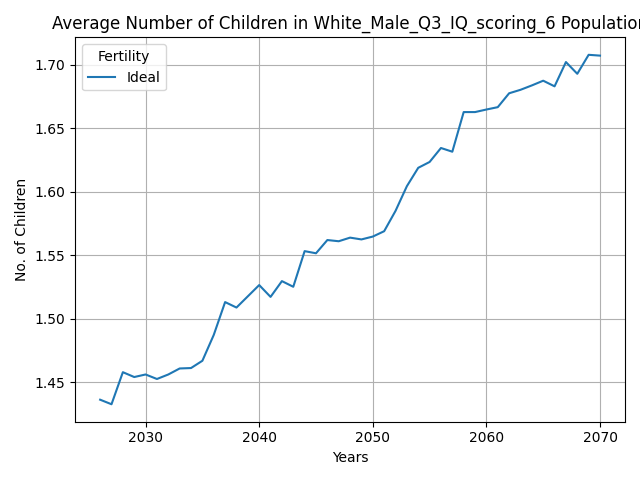 Average Number of Children in White_Male_Q3_IQ_scoring_6 Population
Fertility
Ideal
1.70
1.65
1.60
1.55
1.50
1.45
No. of Children
2030
2040
2050
2060
2070
Years